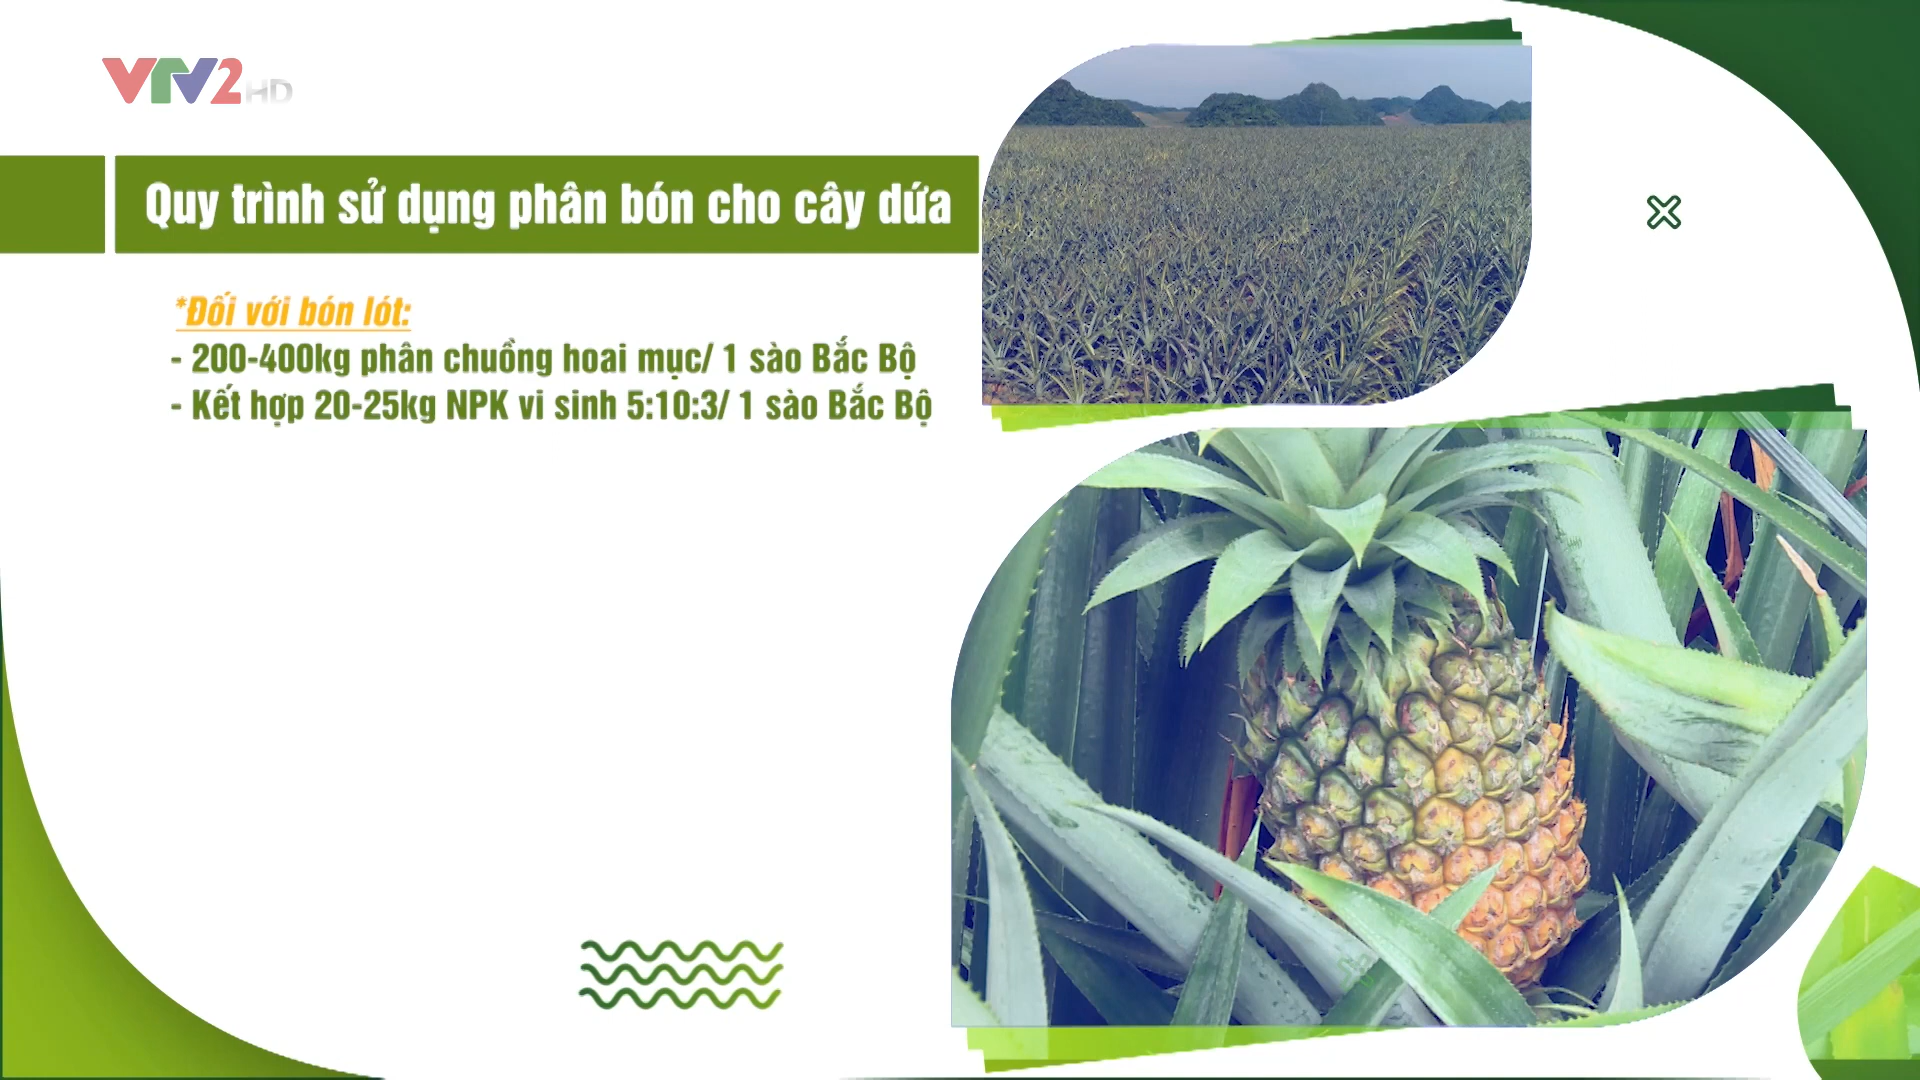 VTV2 HD
Quy trình sử dụng phân bón cho cây dứa
*Đối với bón lót:
- 200-400kg phân chuồng hoai mục/ 1 sào Bắc Bộ
- Kết hợp 20-25kg NPK vi sinh 5:10:3/ 1 sào Bắc Bộ